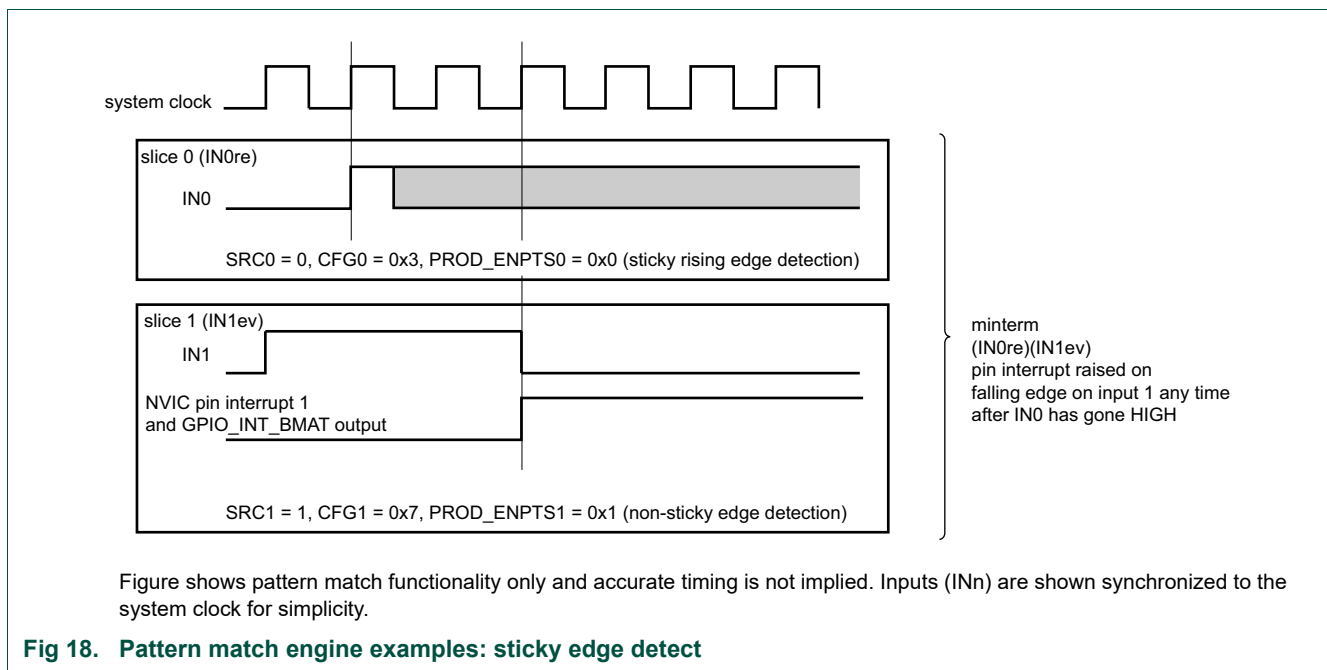 system clock
slice 0 (IN0re)
IN0
SRC0 = 0, CFG0 = 0x3, PROD_ENPTS0 = 0x0 (sticky rising edge detection)
slice 1 (IN1ev)
IN1
NVIC pin interrupt 1
and GPIO_INT_BMAT output
SRC1 = 1, CFG1 = 0x7, PROD_ENPTS1 = 0x1 (non-sticky edge detection)
minterm
(IN0re)(IN1ev)
pin interrupt raised on
falling edge on input 1 any time
after IN0 has gone HIGH
Figure shows pattern match functionality only and accurate timing is not implied. Inputs (INn) are shown synchronized to the
system clock for simplicity.
Fig 18. Pattern match engine examples: sticky edge detect